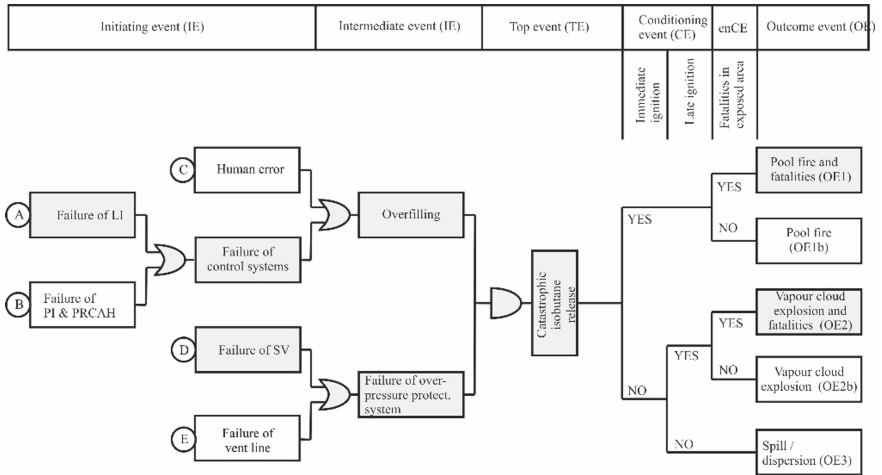 Initiating event (IE)
Intermediate event (IE)
Top event (TE)
Conditioning
event (CE)
enCE
Outcome event (OE)
Immediate
ignition
Late ignition
Fatalities in
exposed area
C
Human error
A
Failure of LI
Failure of
control systems
B
Failure of
PI & PRCAH
D
Failure of SV
E
Failure of
vent line
Overfilling
Failure of over-
pressure protect.
system
Catastrophic
isobutane
release
YES
YES
NO
NO
YES
YES
NO
NO
Pool fire and
fatalities (OE1)
Pool fire
(OE1b)
Vapour cloud
explosion and
fatalities (OE2)
Vapour cloud
explosion (OE2b)
Spill /
dispersion (OE3)